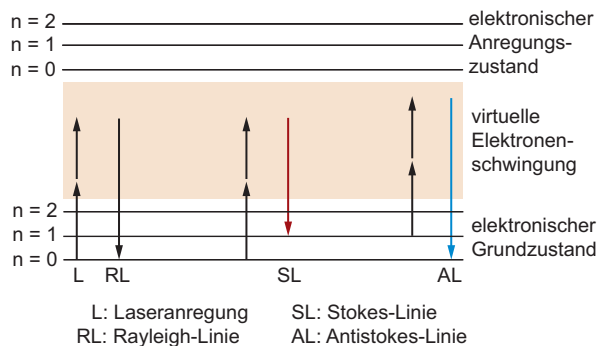 n = 2
n = 1
n = 0
elektronischer
Anregungs-
zustand
virtuelle
Elektronen-
schwingung
n = 2
n = 1
n = 0
elektronischer
Grundzustand
L RL SL AL
L: Laseranregung SL: Stokes-Linie
RL: Rayleigh-Linie AL: Antistokes-Linie